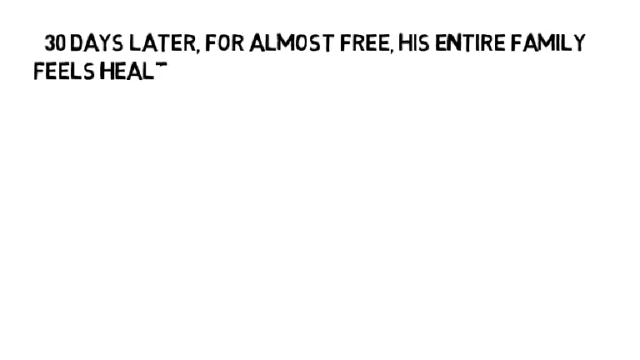 30 DAYS LATER, FOR ALMOST FREE, HIS ENTIRE FAMILY
FEELS HEAL